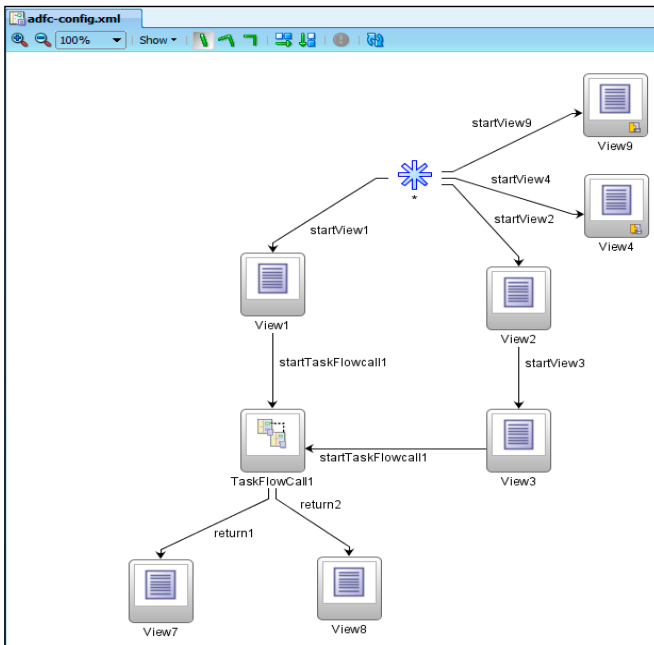 adfc-config.xml
100%
Show
startView9
View9
startView4
*
startView2
View4
startView1
View1
View2
startTaskFlowcall1
startView3
startTaskFlowcall1
TaskFlowCall1
View3
return2
return1
View7
View8